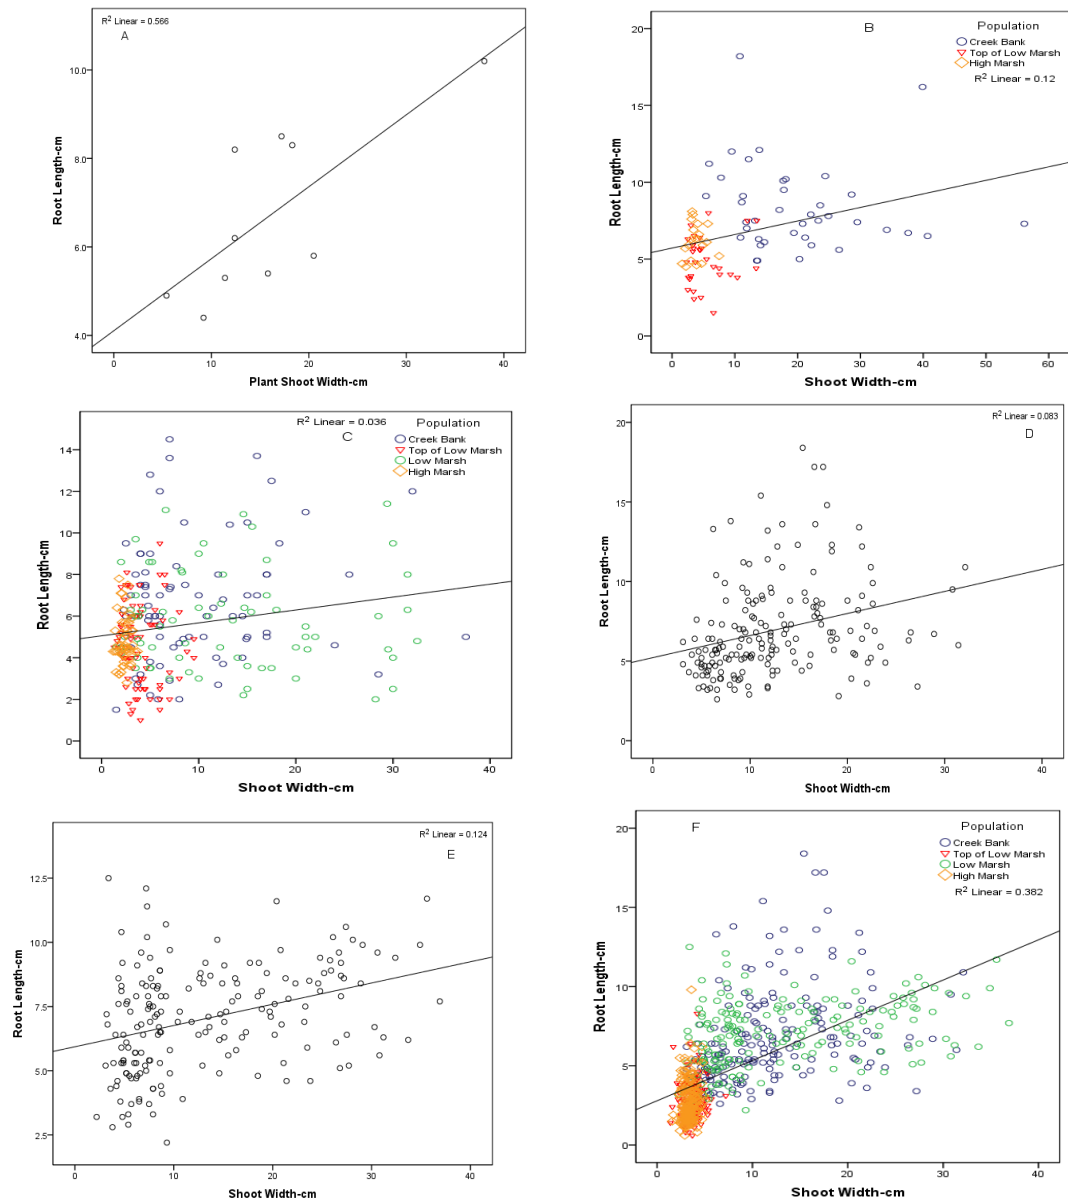 R² Linear = 0.566
A
10.0
8.0
6.0
4.0
Root Length-cm
0 10 20 30 40
Plant Shoot Width-cm
B
Population
Creek Bank
Top of Low Marsh
High Marsh
R² Linear = 0.12
20
15
10
5
0
Root Length-cm
0 10 20 30 40 50 60
Shoot Width-cm
R² Linear = 0.036
C
Population
Creek Bank
Top of Low Marsh
Low Marsh
High Marsh
14
12
10
8
6
4
2
0
Root Length-cm
0 10 20 30 40
Shoot Width-cm
R² Linear = 0.083
D
20
15
10
5
0
Root Length-cm
0 10 20 30 40
Shoot Width-cm
R² Linear = 0.124
E
12.5
10.0
7.5
5.0
2.5
Root Length-cm
0 10 20 30 40
Shoot Width-cm
F
Population
Creek Bank
Top of Low Marsh
Low Marsh
High Marsh
R² Linear = 0.382
20
15
10
5
0
Root Length-cm
0 10 20 30 40
Shoot Width-cm